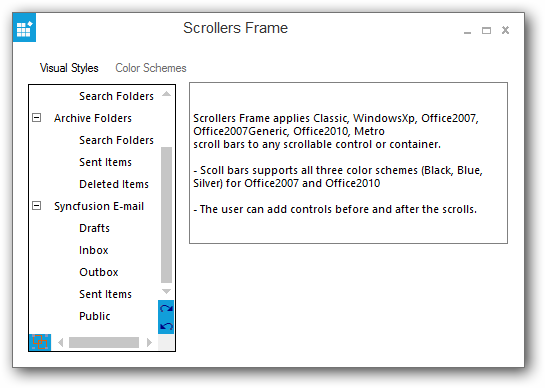 Scrollers Frame
Visual Styles Color Schemes
Search Folders
Archive Folders
Search Folders
Sent Items
Deleted Items
Syncfusion E-mail
Drafts
Inbox
Outbox
Sent Items
Public
Scrollers Frame applies Classic, WindowsXp, Office2007,
Office2007Generic, Office2010, Metro
scroll bars to any scrollable control or container.
- Scoll bars supports all three color schemes (Black, Blue,
Silver) for Office2007 and Office2010
- The user can add controls before and after the scrolls.